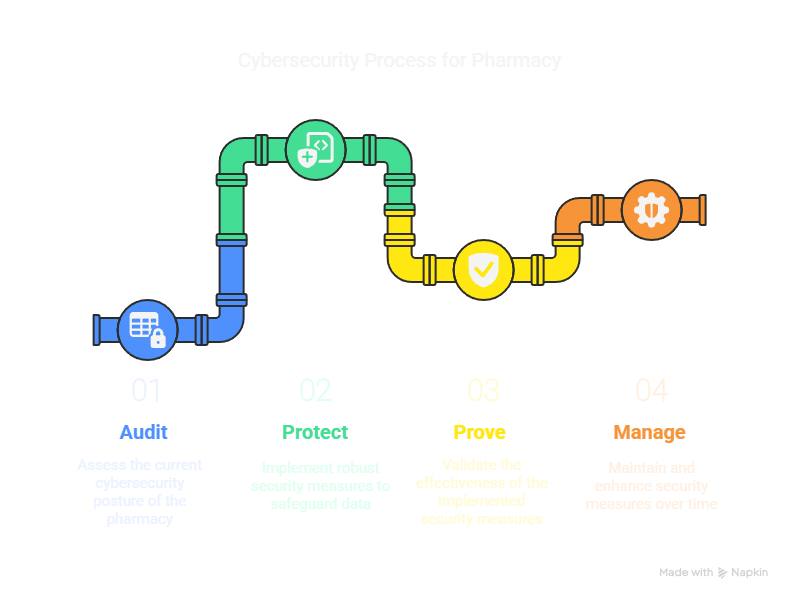 Cybersecurity Process for Pharmacy
01
02
03
04
Audit
Protect
Prove
Manage
Assess the current
cybersecurity
posture of the
pharmacy
Implement robust
security measures to
safeguard data
Validate the
effectiveness of the
implemented
security measures
Maintain and
enhance security
measures over time
Made with Napkin